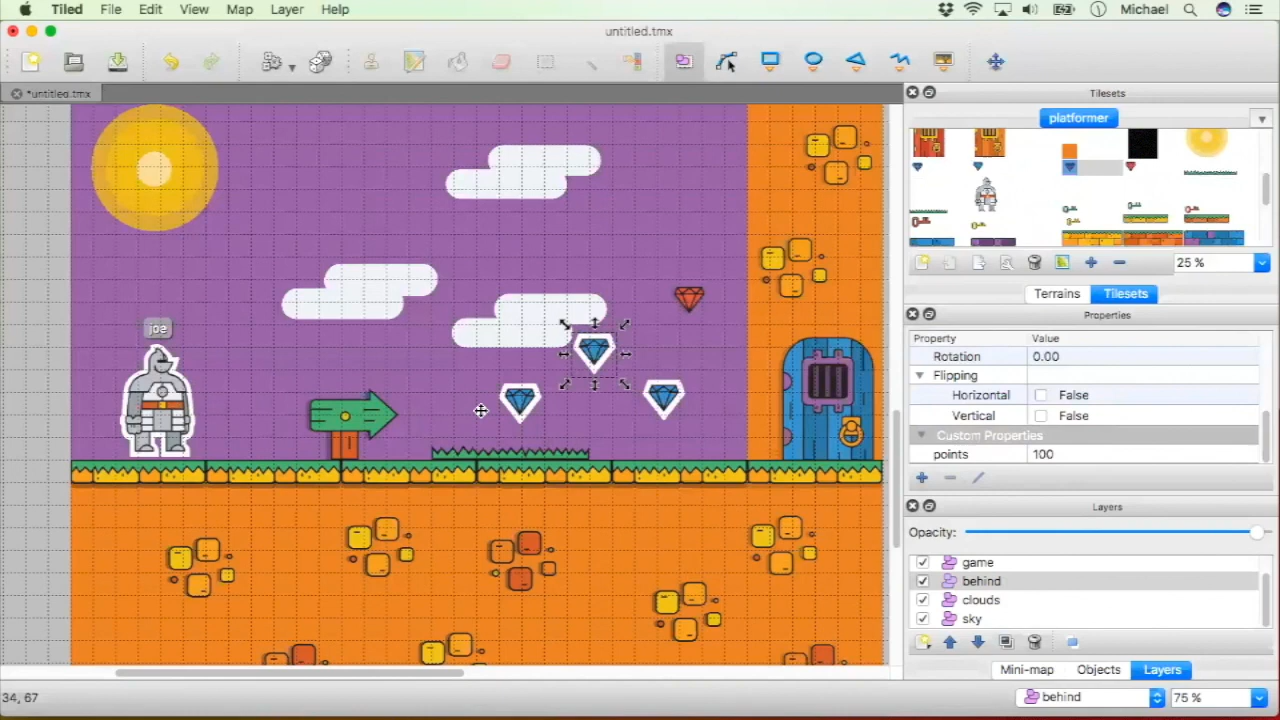 Tiled File Edit View Map Layer Help Michael
untitled.tmx
*untitled.tmx
Tilesets
platformer
25 %
Terrains Tilesets
Properties
Property Value
Rotation 0.00
Flipping
Horizontal False
Vertical False
Custom Properties
points 100
Layers
Opacity:
game
behind
clouds
sky
Mini-map Objects Layers
joe
34, 67 behind 75 %